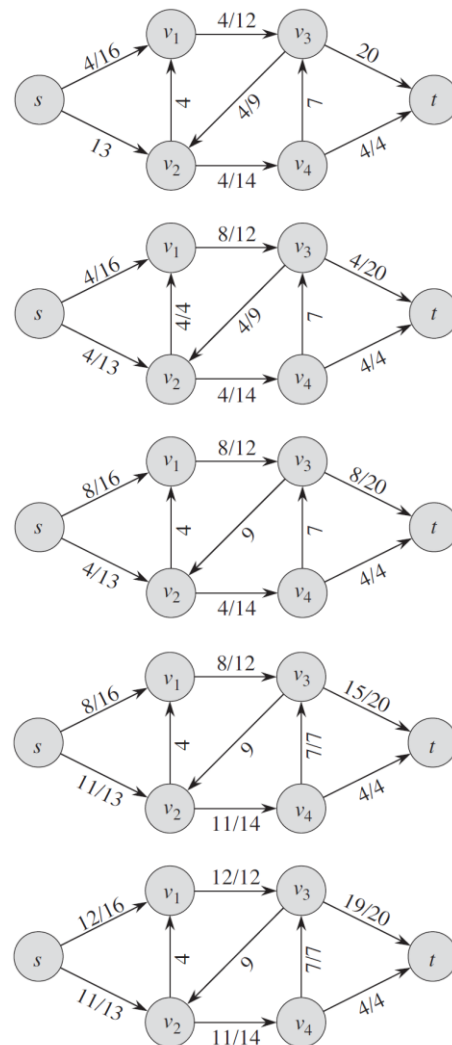 4/16 v1 4/12 v3 20
s 4 4/9 7 t
13 v2 4/14 v4 4/4
4/16 v1 8/12 v3 4/20
s 4/4 4/9 7 t
4/13 v2 4/14 v4 4/4
8/16 v1 8/12 v3 8/20
s 4 9 7 t
4/13 v2 4/14 v4 4/4
8/16 v1 8/12 v3 15/20
s 4 9 7/7 t
11/13 v2 11/14 v4 4/4
12/16 v1 12/12 v3 19/20
s 4 9 7/7 t
11/13 v2 11/14 v4 4/4